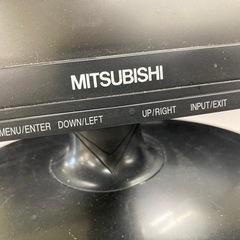 MITSUBISHI
MENU/ENTER DOWN/LEFT UP/RIGHT INPUT/EXIT